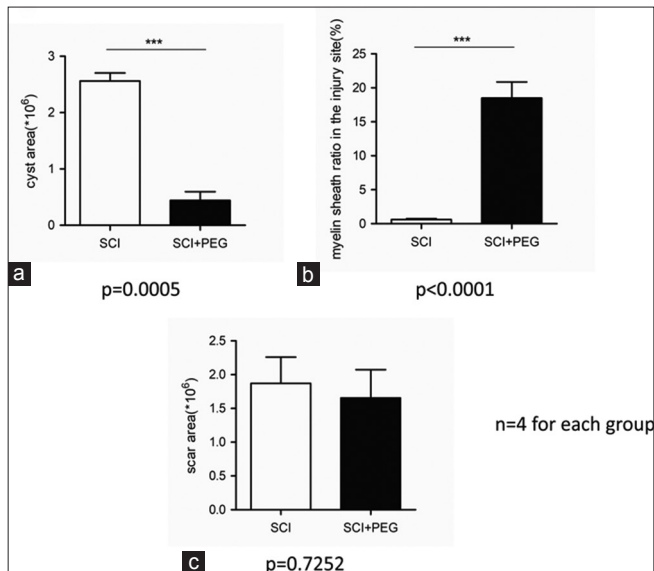 ***
cyst area(*10⁶)
3
2
1
0
SCI
SCI+PEG
a
p=0.0005
***
myelin sheath ratio in the injury site(%)
25
20
15
10
5
0
SCI
SCI+PEG
b
p<0.0001
scar area(*10⁶)
2.5
2.0
1.5
1.0
0.5
0.0
SCI
SCI+PEG
c
p=0.7252
n=4 for each group